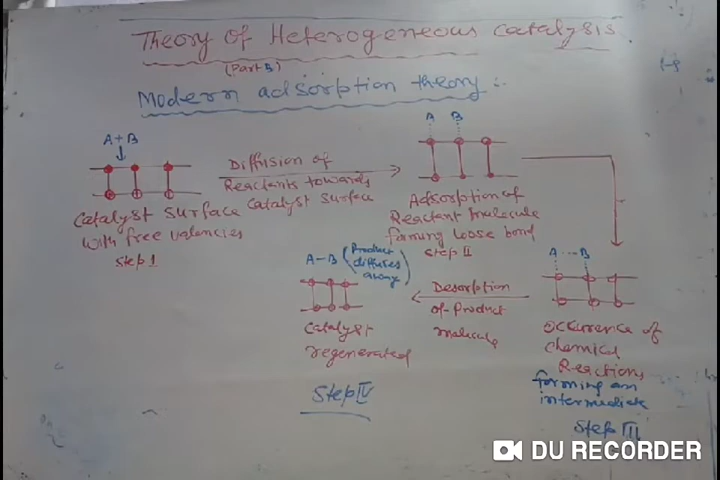 Theory of Heterogeneous Catalysis
(Part 5)
Modern adsorption theory :-
A+B
Catalyst Surface
with free valencies
Step 1
Diffusion of
Reactants towards
Catalyst Surface
A B
Adsorption of
Reactant molecule
forming loose bond
Step II
A ... B
Occurrence of
chemical
Reactions
forming an
intermediate
Step III
Desorption
of Product
molecule
A-B (Product
diffuses
away)
Catalyst
regenerated
Step IV
DU RECORDER